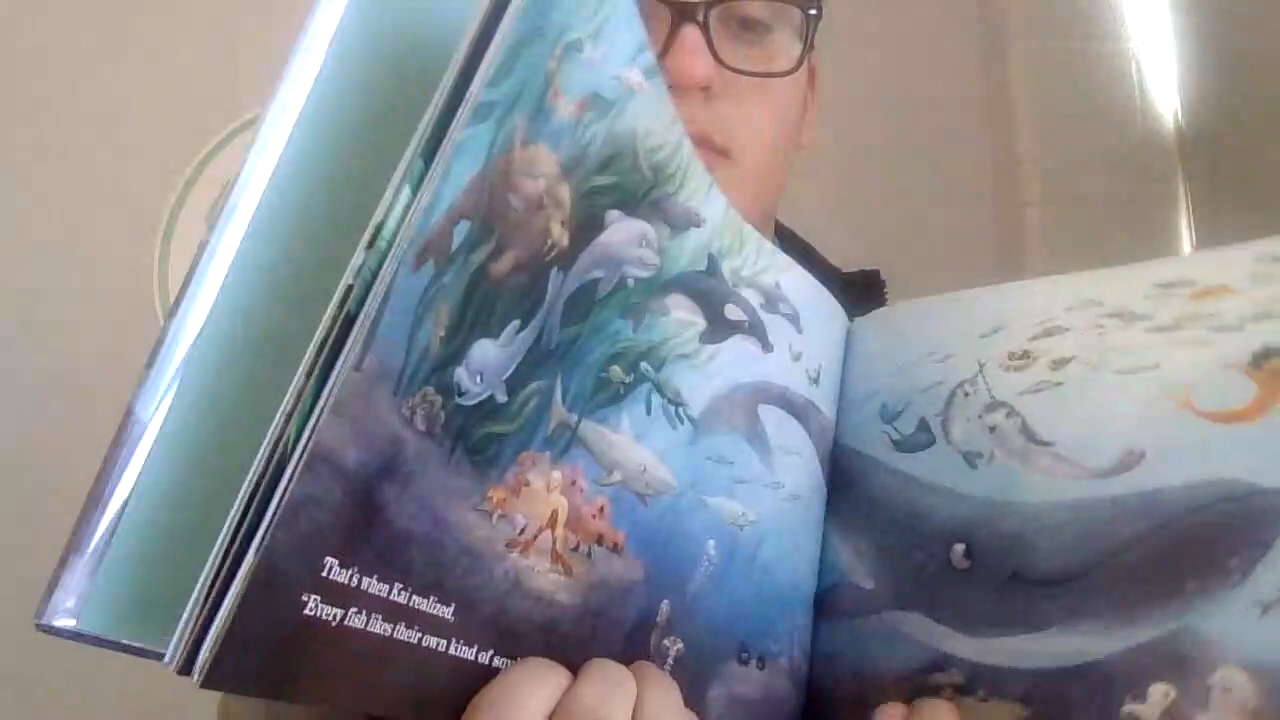 That's when Kai realized,
"Every fish likes their own kind of